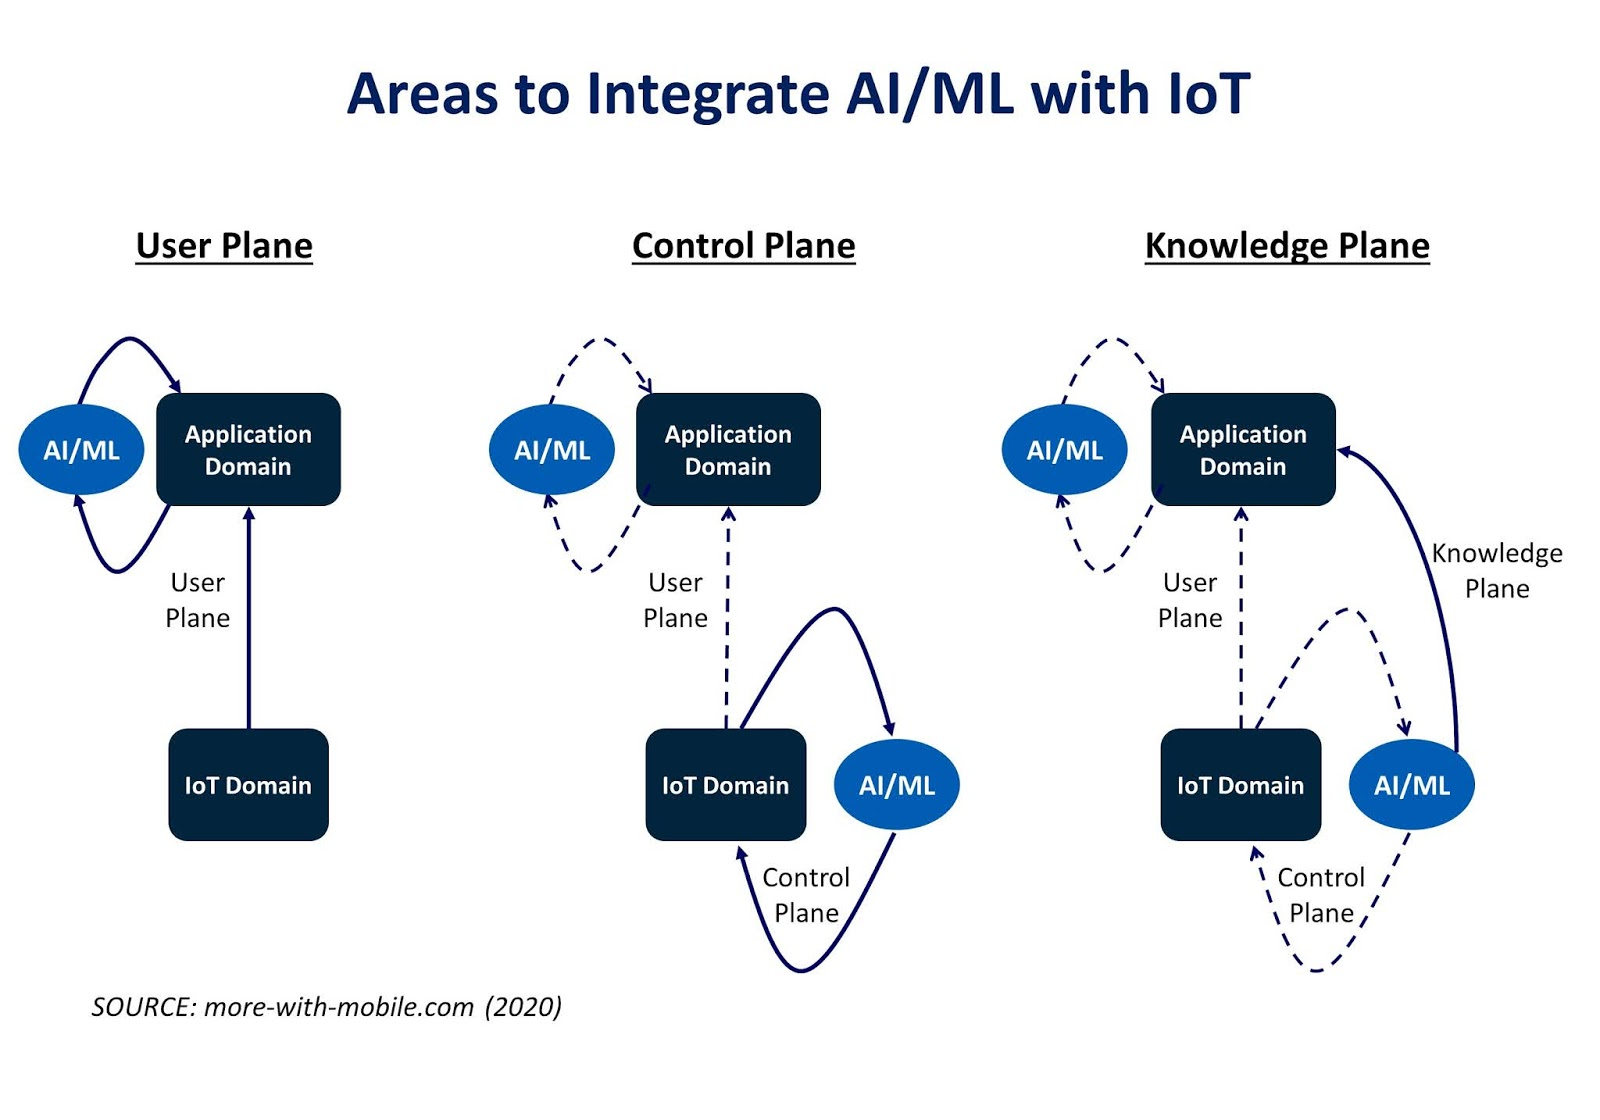 Areas to Integrate AI/ML with IoT
User Plane
AI/ML
Application
Domain
User
Plane
IoT Domain
Control Plane
AI/ML
Application
Domain
User
Plane
IoT Domain
AI/ML
Control
Plane
Knowledge Plane
AI/ML
Application
Domain
Knowledge
Plane
User
Plane
IoT Domain
AI/ML
Control
Plane
SOURCE: more-with-mobile.com (2020)